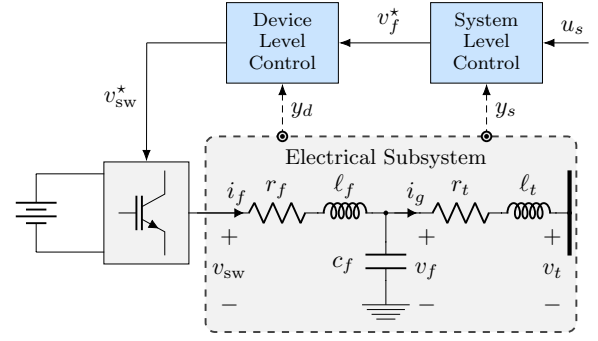 Device
Level
Control
v_f^⋆
System
Level
Control
u_s
v_sw^⋆
y_d
y_s
Electrical Subsystem
i_f
r_f
ℓ_f
i_g
r_t
ℓ_t
+
+
+
v_sw
c_f
v_f
v_t
−
−
−